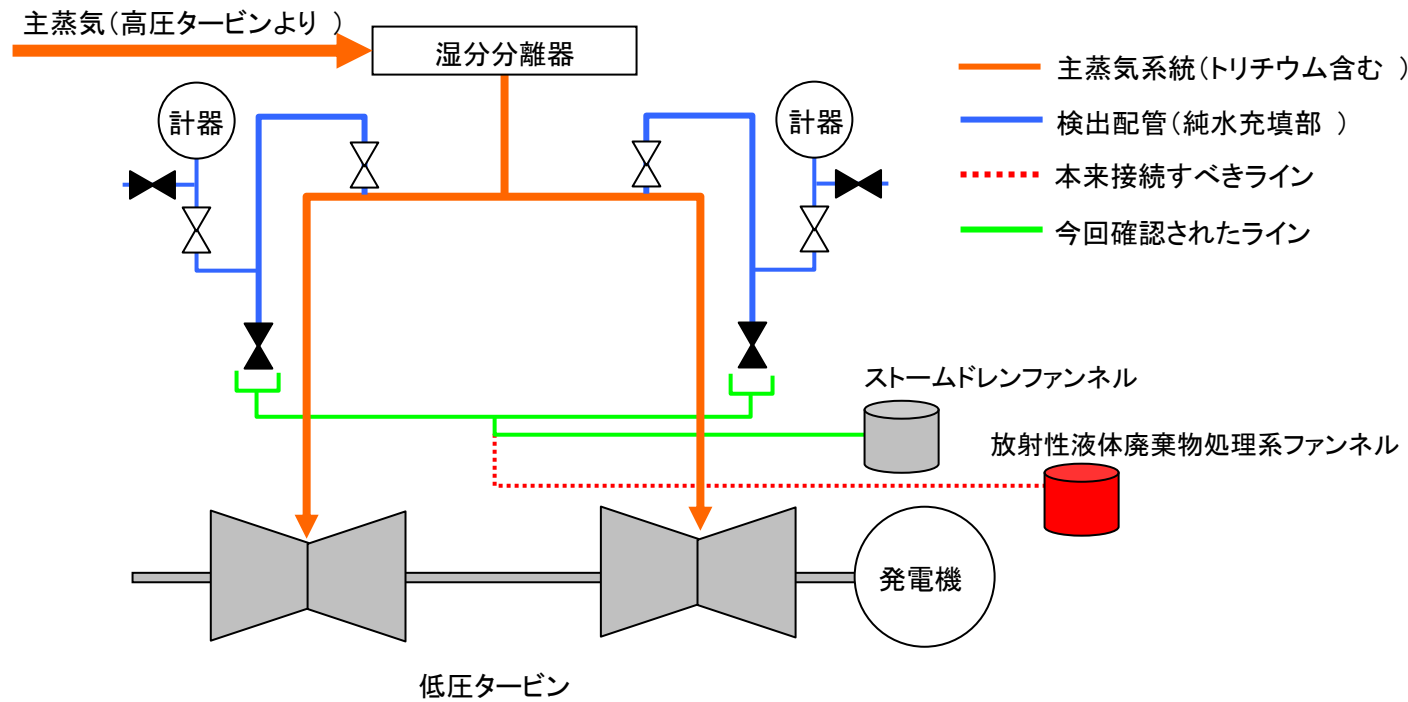 主蒸気(高圧タービンより )
湿分分離器
計器
計器
主蒸気系統(トリチウム含む )
検出配管(純水充填部 )
本来接続すべきライン
今回確認されたライン
ストームドレンファンネル
放射性液体廃棄物処理系ファンネル
発電機
低圧タービン